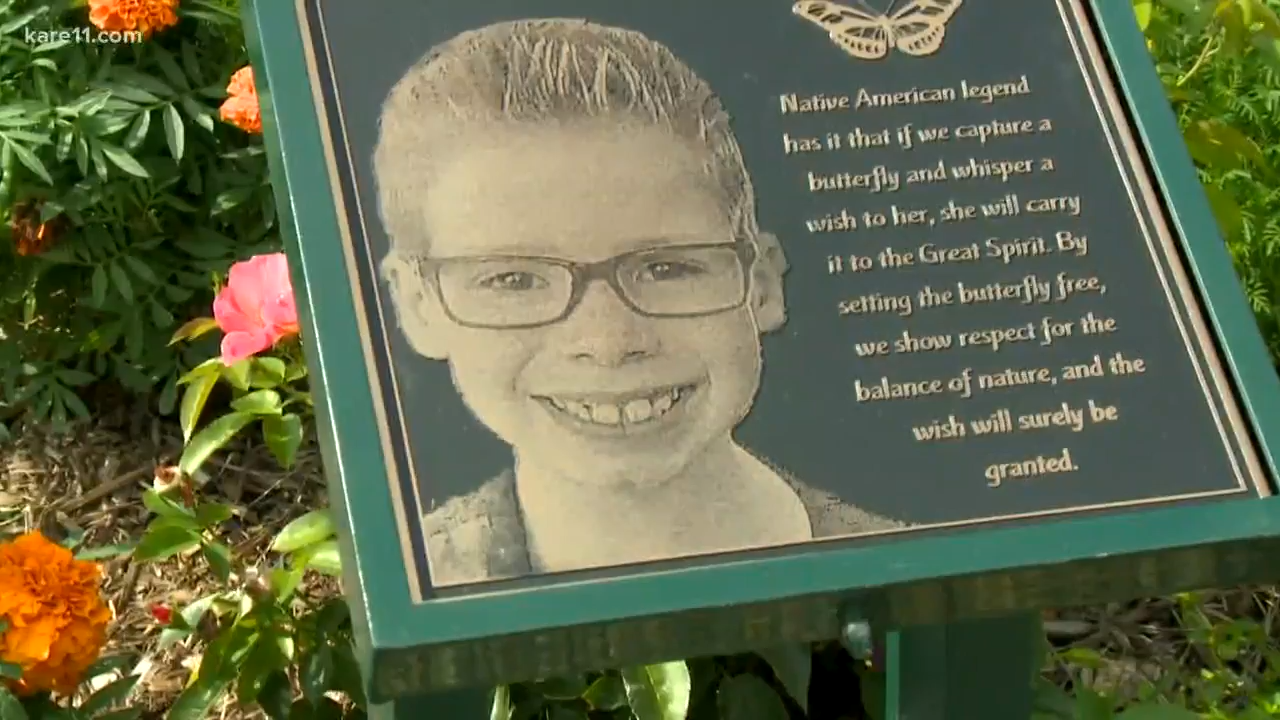 kare11.com
Native American legend
has it that if we capture a
butterfly and whisper a
wish to her, she will carry
it to the Great Spirit. By
setting the butterfly free,
we show respect for the
balance of nature, and the
wish will surely be
granted.